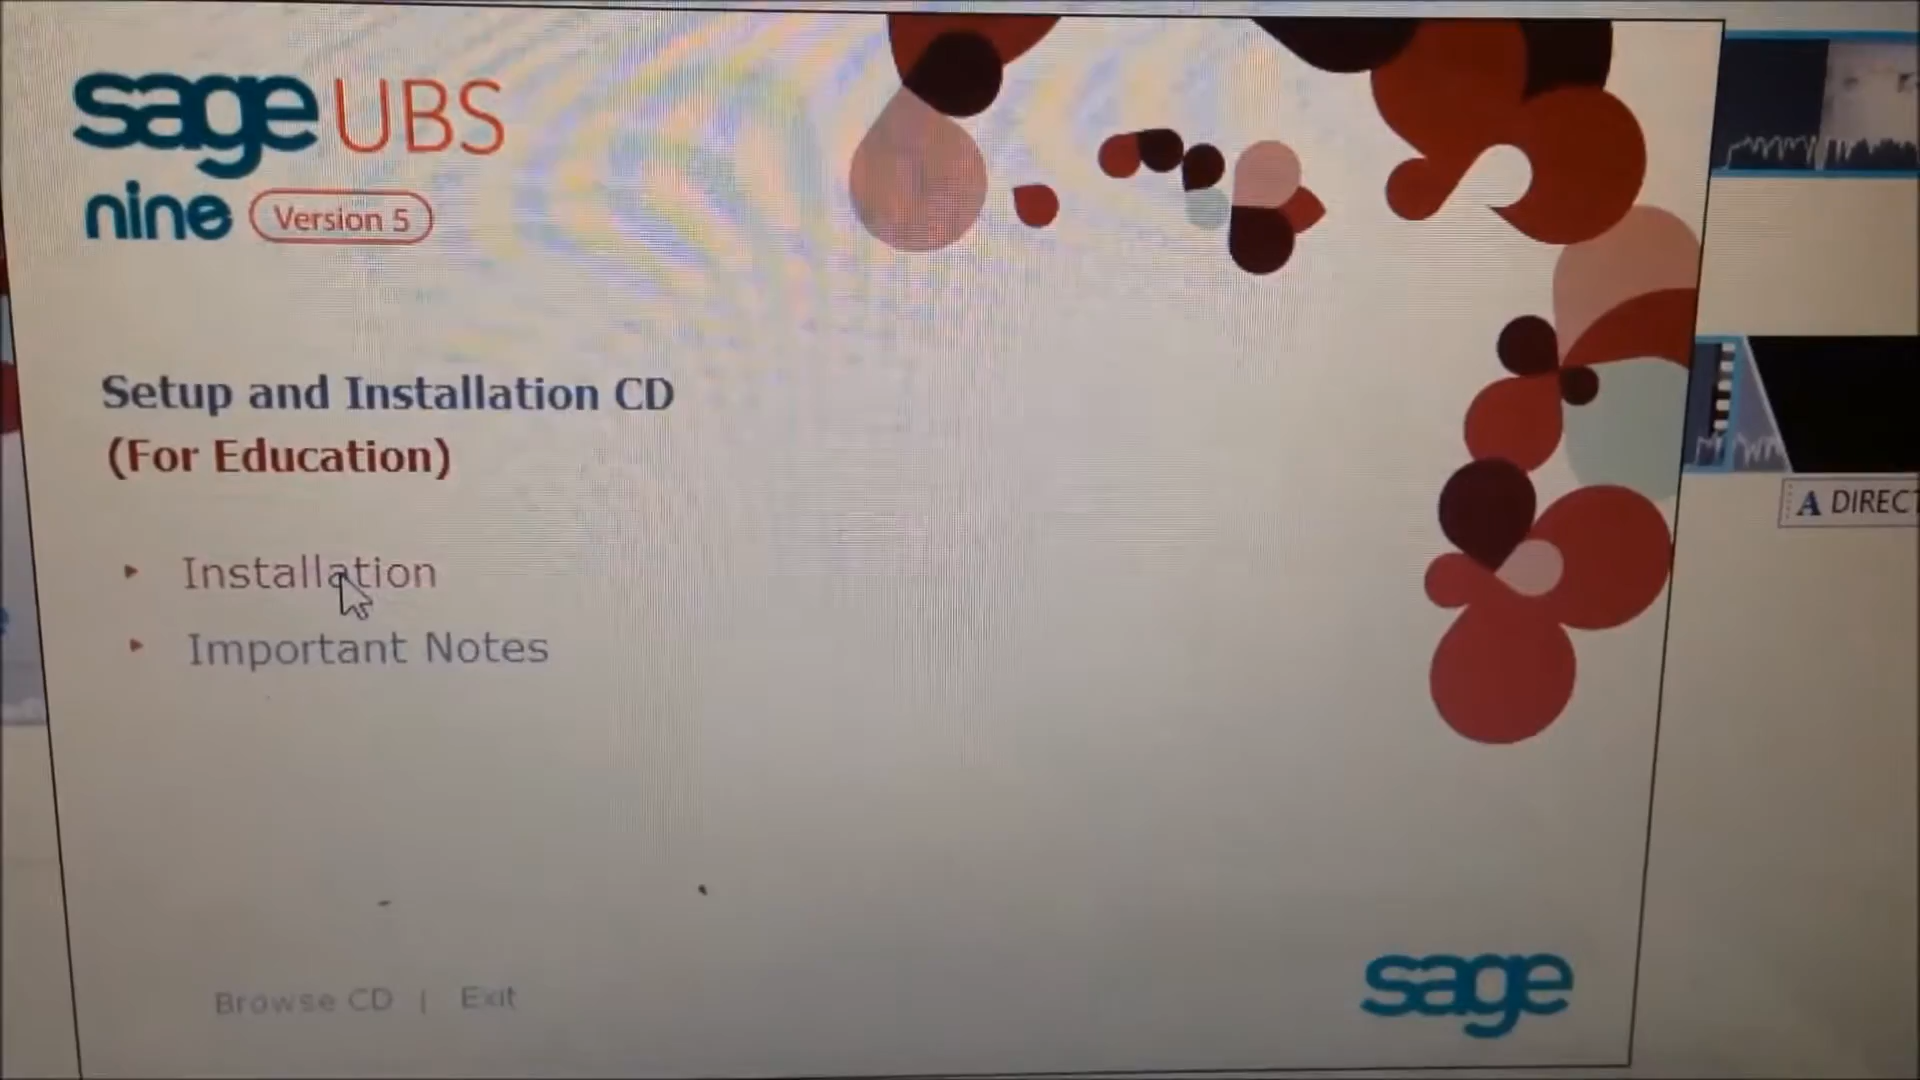 sage UBS
nine Version 5
Setup and Installation CD
(For Education)
Installation
Important Notes
A DIRECT
Browse CD | Exit
sage